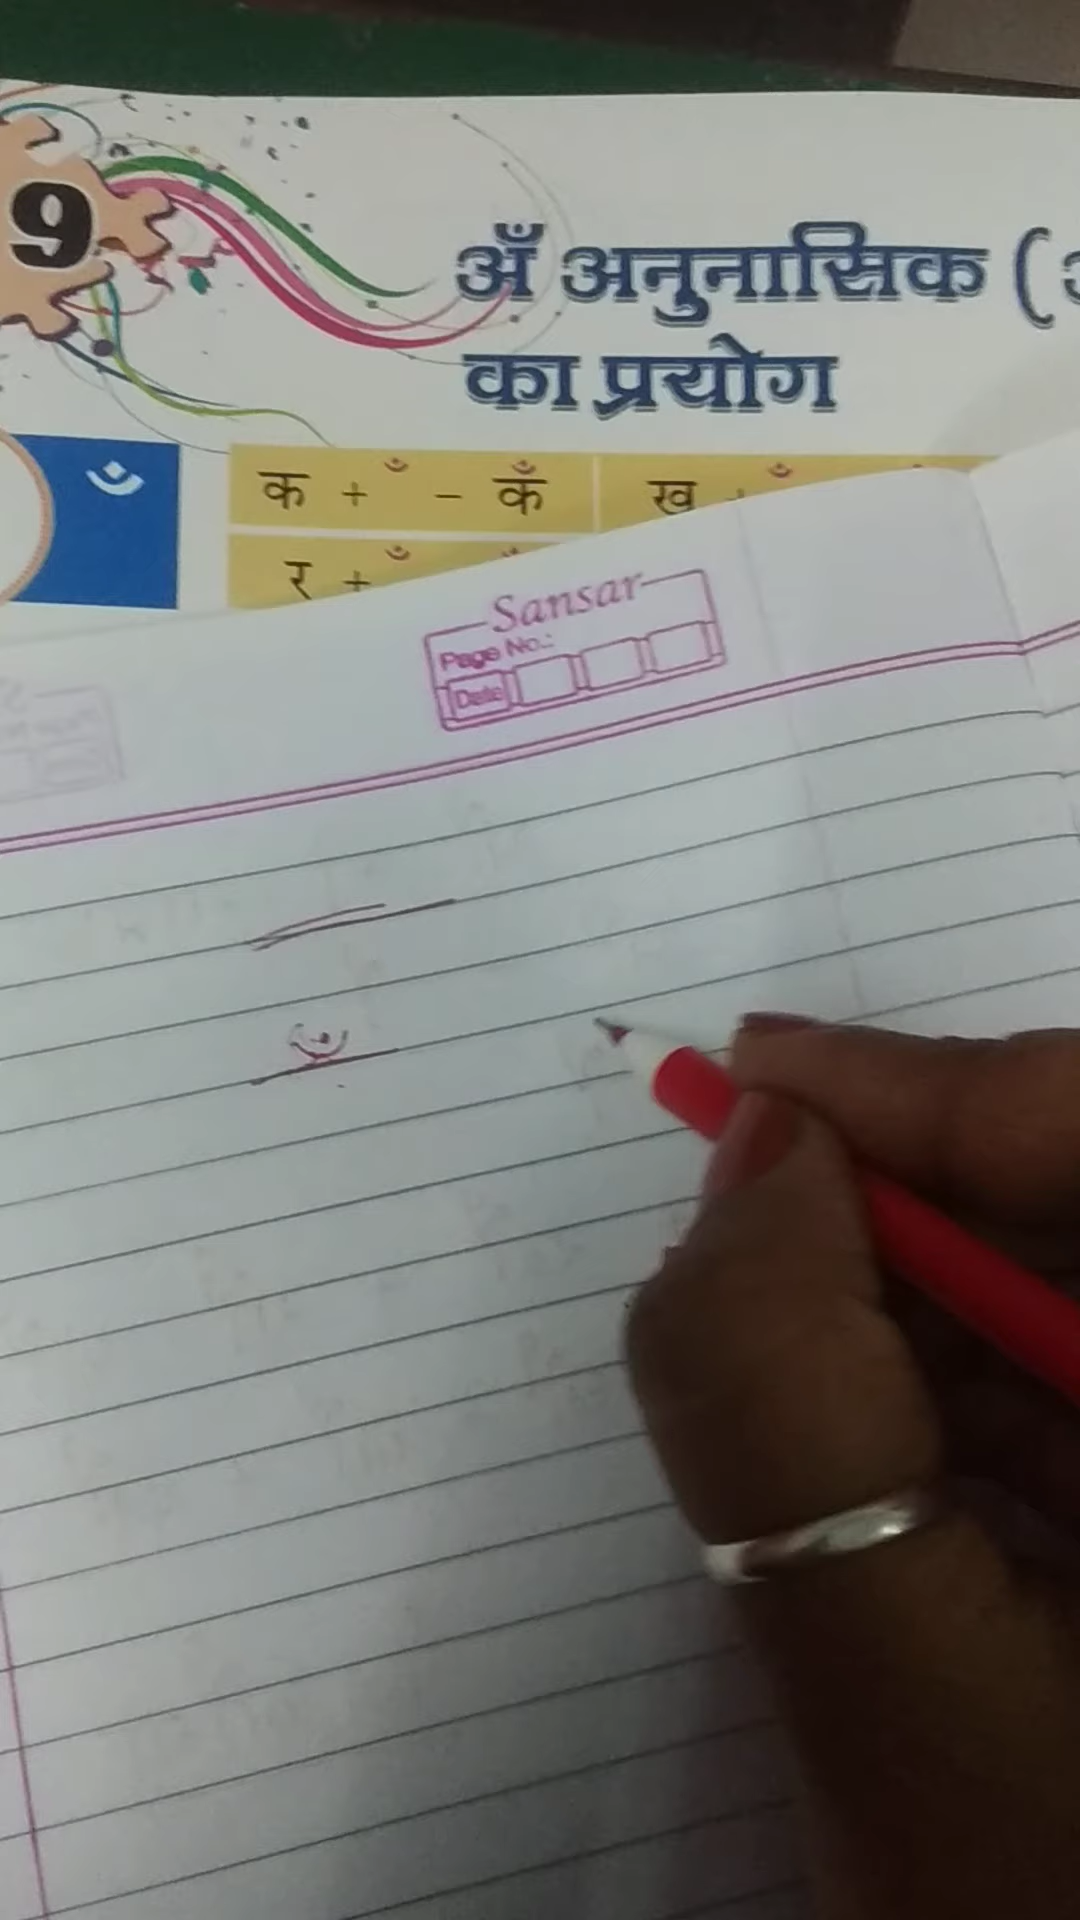 9
अँ अनुनासिक (
का प्रयोग
ँ
क + ँ - कँ ख + ँ
र + ँ
Sansar
Page No.:
Date
ँ